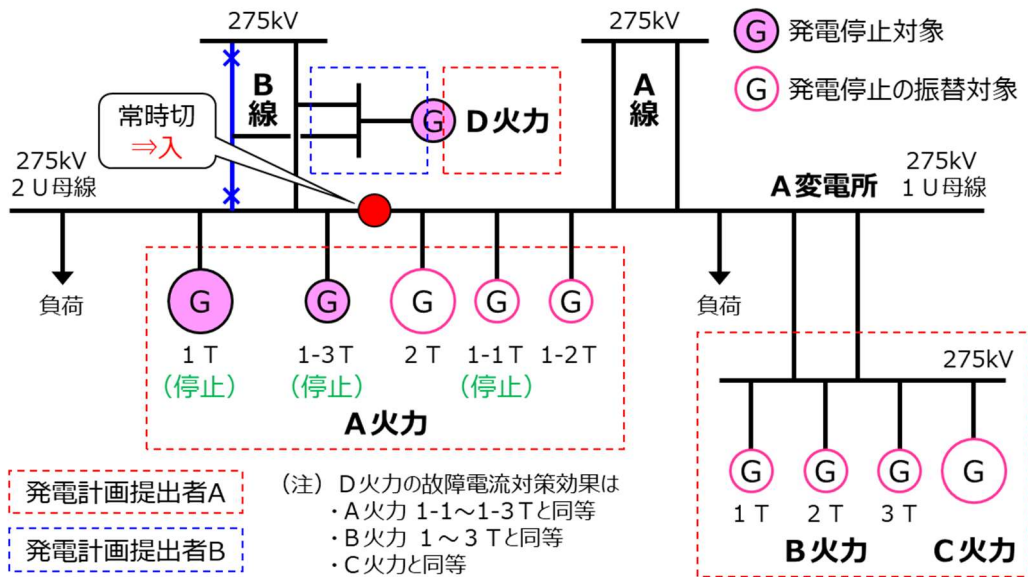 275kV
275kV
G 発電停止対象
G 発電停止の振替対象
B線
A線
G D火力
常時切
⇒入
275kV
2U母線
A変電所
275kV
1U母線
負荷
負荷
G G G G G
1T 1-3T 2T 1-1T 1-2T
(停止) (停止) (停止)
A火力
275kV
G G G G
1T 2T 3T
B火力 C火力
発電計画提出者A
発電計画提出者B
(注) D火力の故障電流対策効果は
・A火力 1-1～1-3Tと同等
・B火力 1～3Tと同等
・C火力と同等